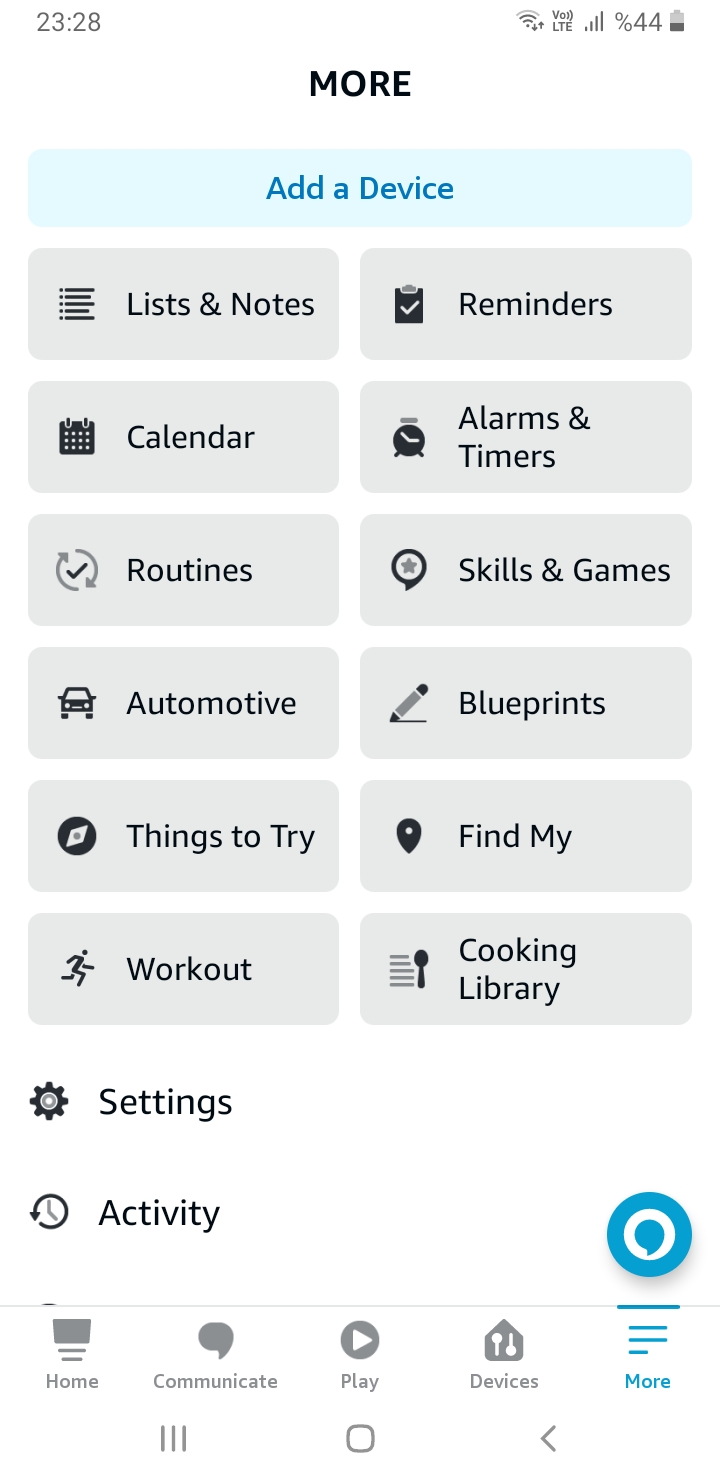 23:28
Vo)) LTE
%44
MORE
Add a Device
Lists & Notes
Reminders
Calendar
Alarms &
Timers
Routines
Skills & Games
Automotive
Blueprints
Things to Try
Find My
Workout
Cooking
Library
Settings
Activity
Home
Communicate
Play
Devices
More